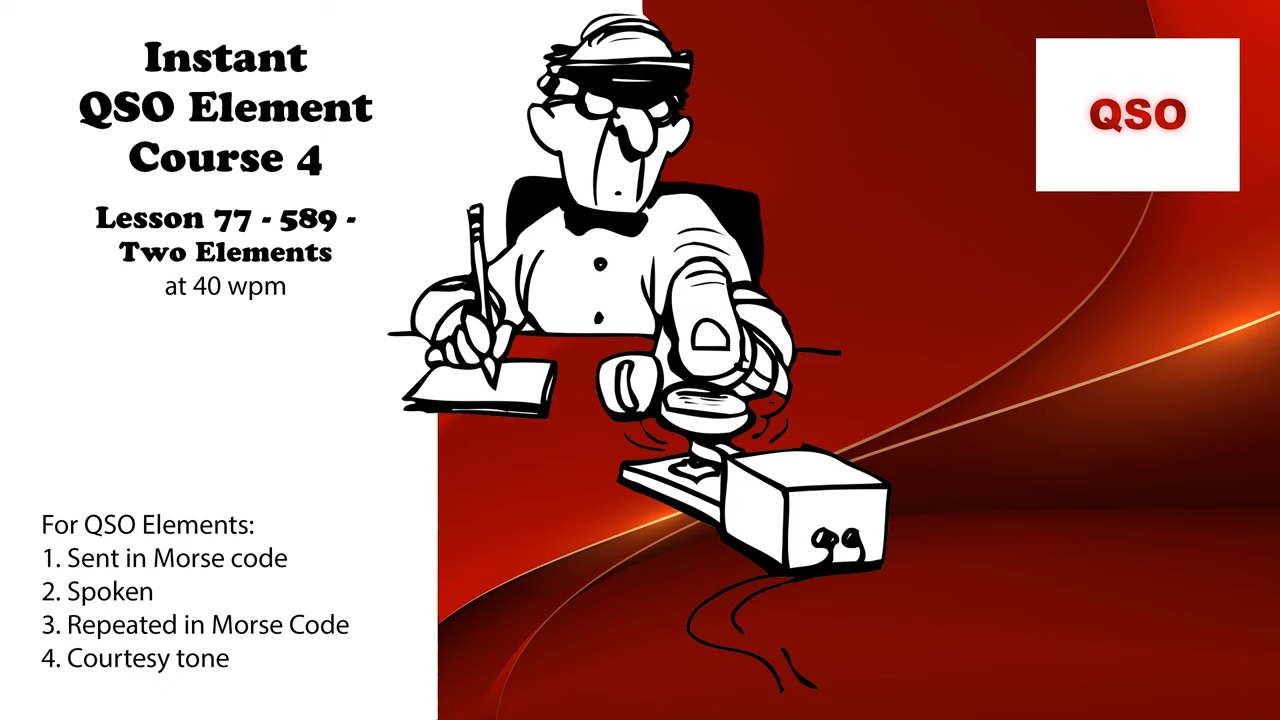 Instant
QSO Element
Course 4
Lesson 77 - 589 -
Two Elements
at 40 wpm
QSO
For QSO Elements:
1. Sent in Morse code
2. Spoken
3. Repeated in Morse Code
4. Courtesy tone